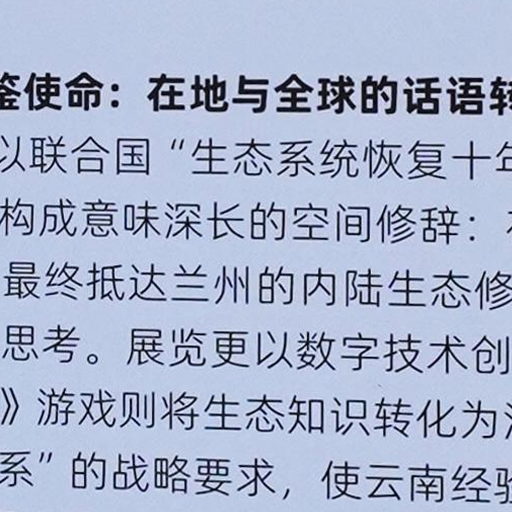 鉴使命：在地与全球的话语转
以联合国“生态系统恢复十年
构成意味深长的空间修辞：
最终抵达兰州的内陆生态修
思考。展览更以数字技术创
》游戏则将生态知识转化为
系”的战略要求，使云南经验